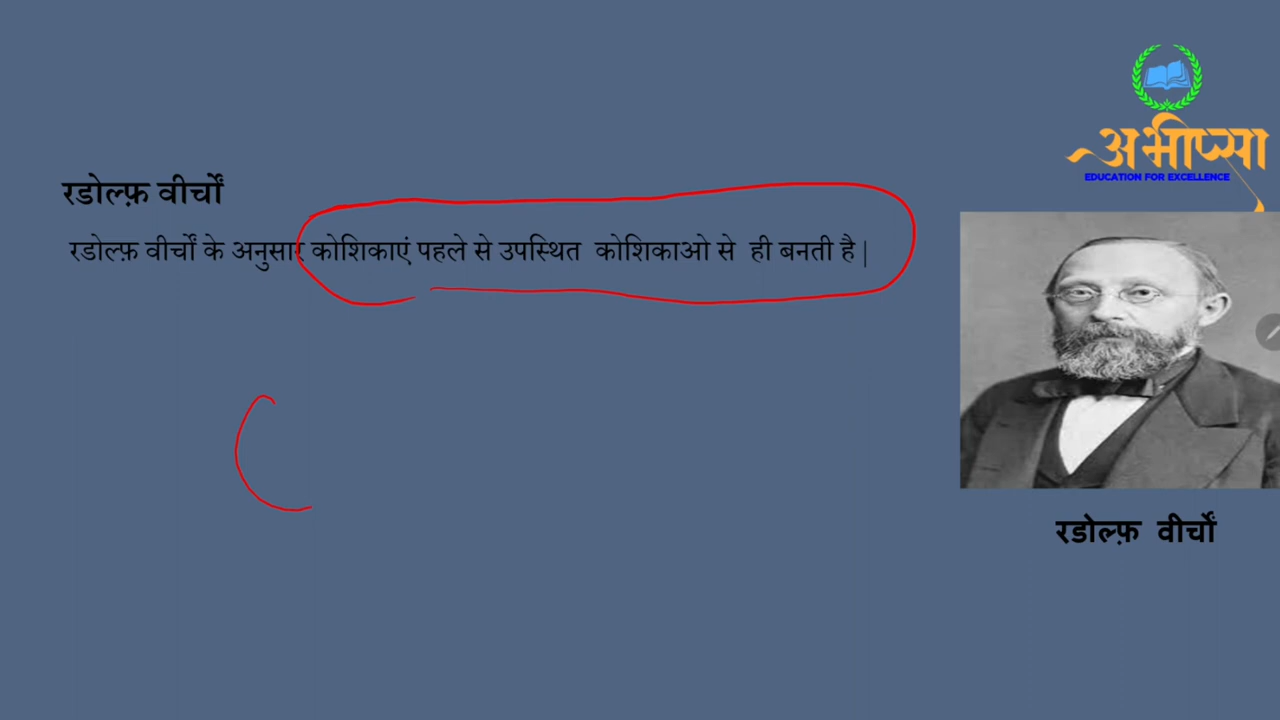 अभीप्सा
EDUCATION FOR EXCELLENCE
रडोल्फ़ वीर्चों
रडोल्फ़ वीर्चों के अनुसार कोशिकाएं पहले से उपस्थित कोशिकाओ से ही बनती है |
रडोल्फ़ वीर्चों